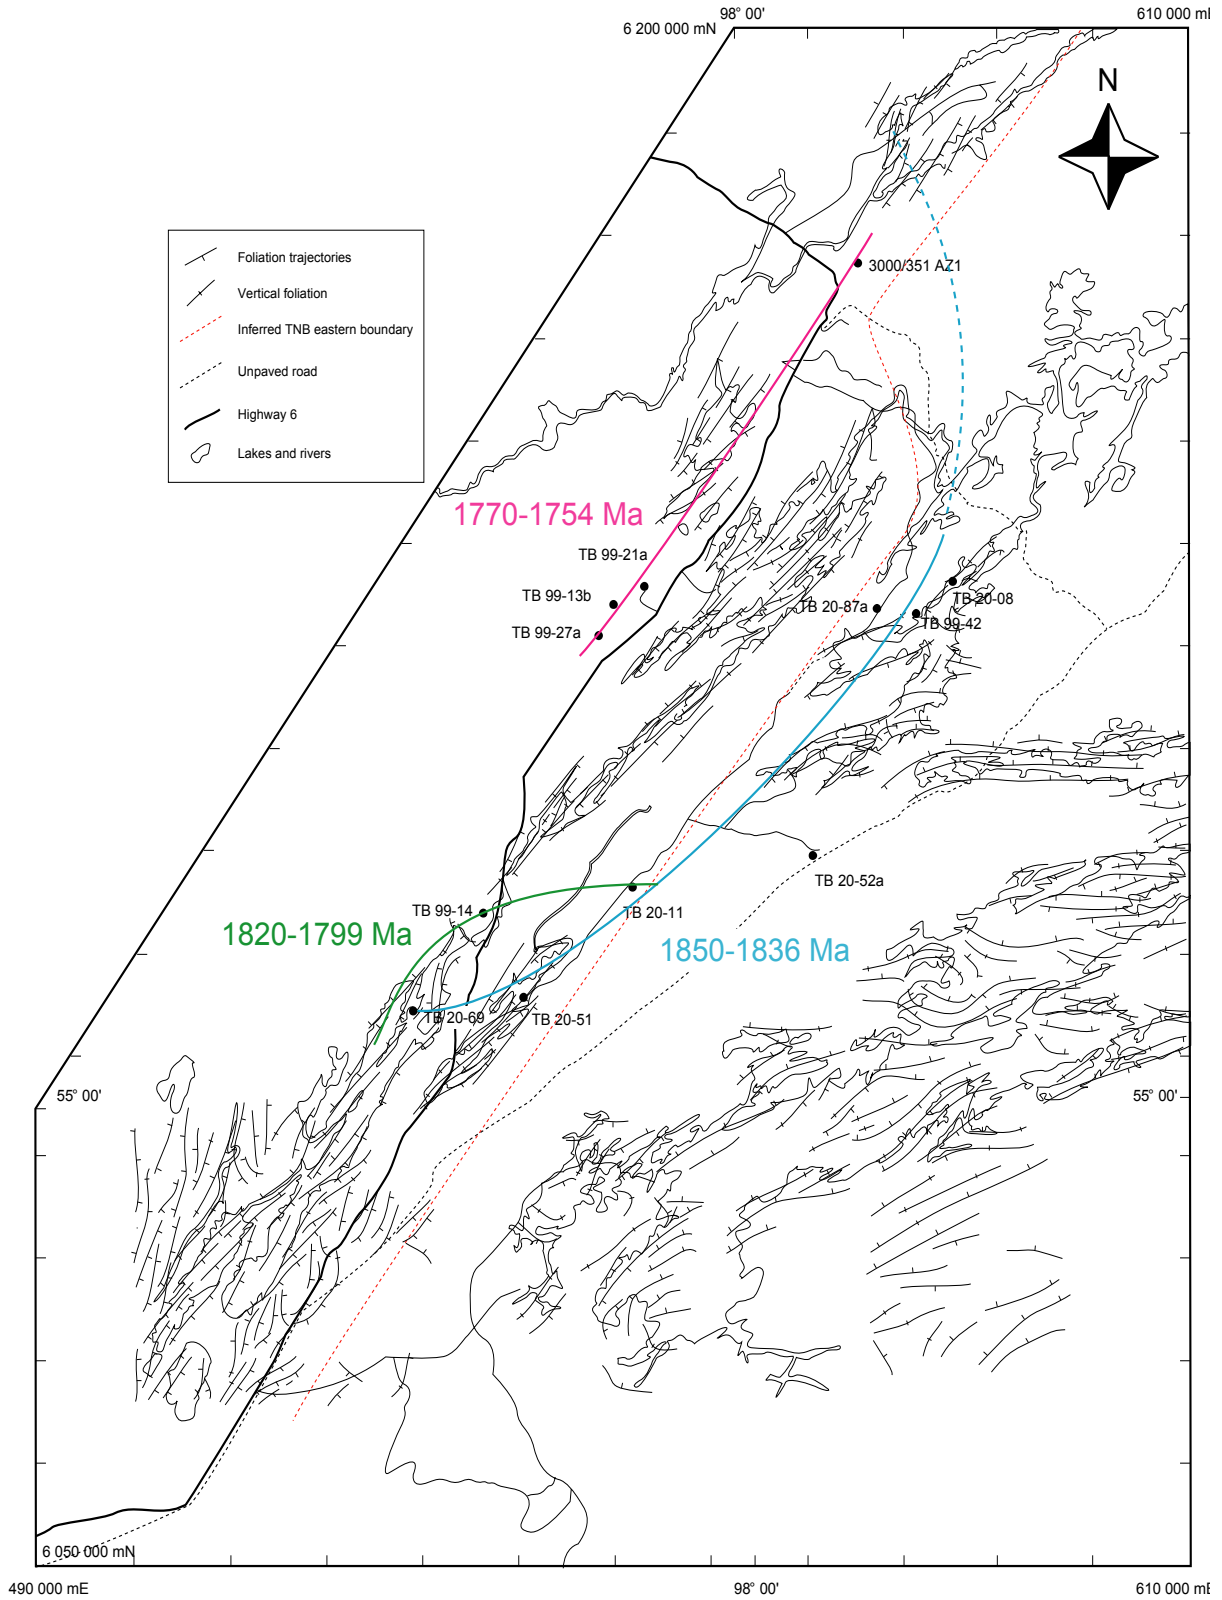 98° 00'
6 200 000 mN
610 000 mE
N
3000/351 AZ1
Foliation trajectories
Vertical foliation
Inferred TNB eastern boundary
Unpaved road
Highway 6
Lakes and rivers
1770-1754 Ma
TB 99-21a
TB 99-13b
TB 99-27a
TB 20-87a
TB 20-08
TB 99-42
TB 20-52a
TB 99-14
TB 20-11
1820-1799 Ma
1850-1836 Ma
TB 20-69
TB 20-51
55° 00'
55° 00'
6 050 000 mN
490 000 mE
98° 00'
610 000 mE